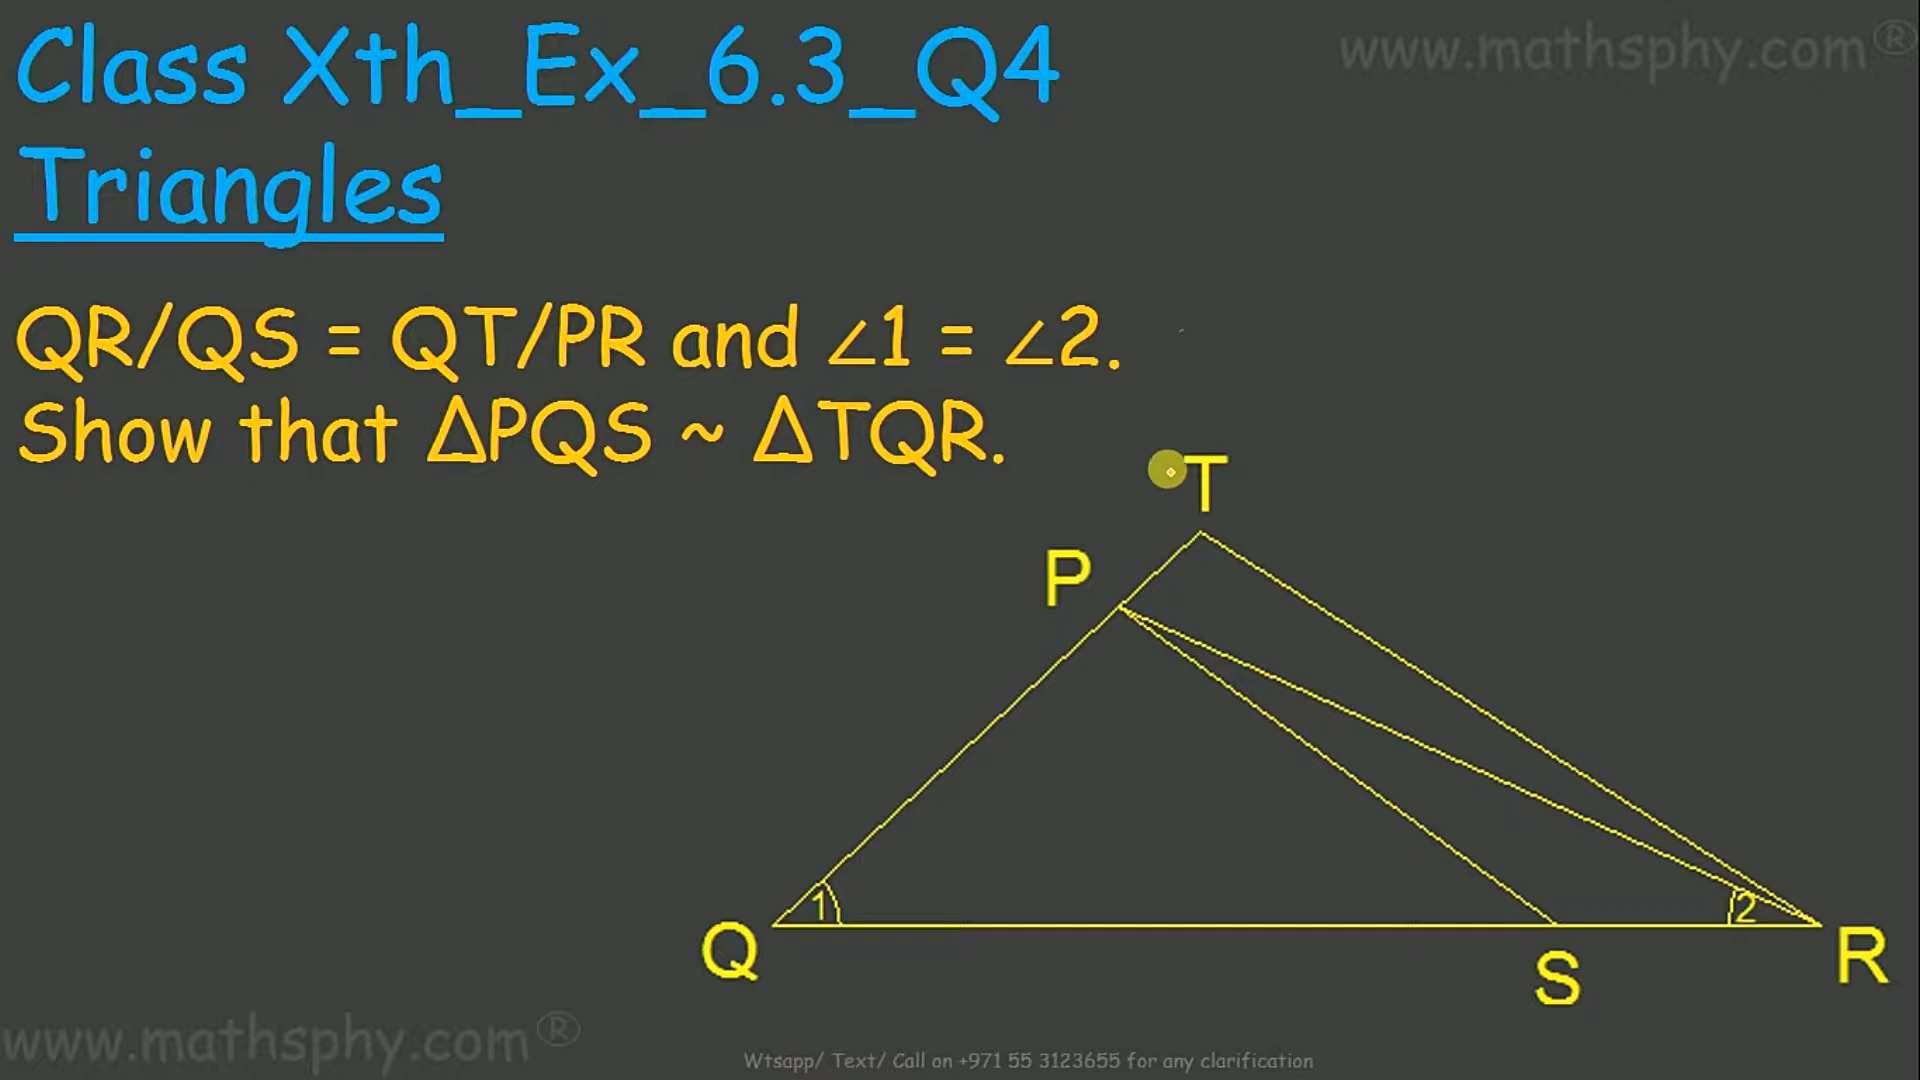 Class Xth_Ex_6.3_Q4
www.mathsphy.com®
Triangles
QR/QS = QT/PR and ∠1 = ∠2.
Show that ΔPQS ~ ΔTQR.
T
P
1
2
Q
S
R
www.mathsphy.com®
Wtsapp/ Text/ Call on +971 55 3123655 for any clarification